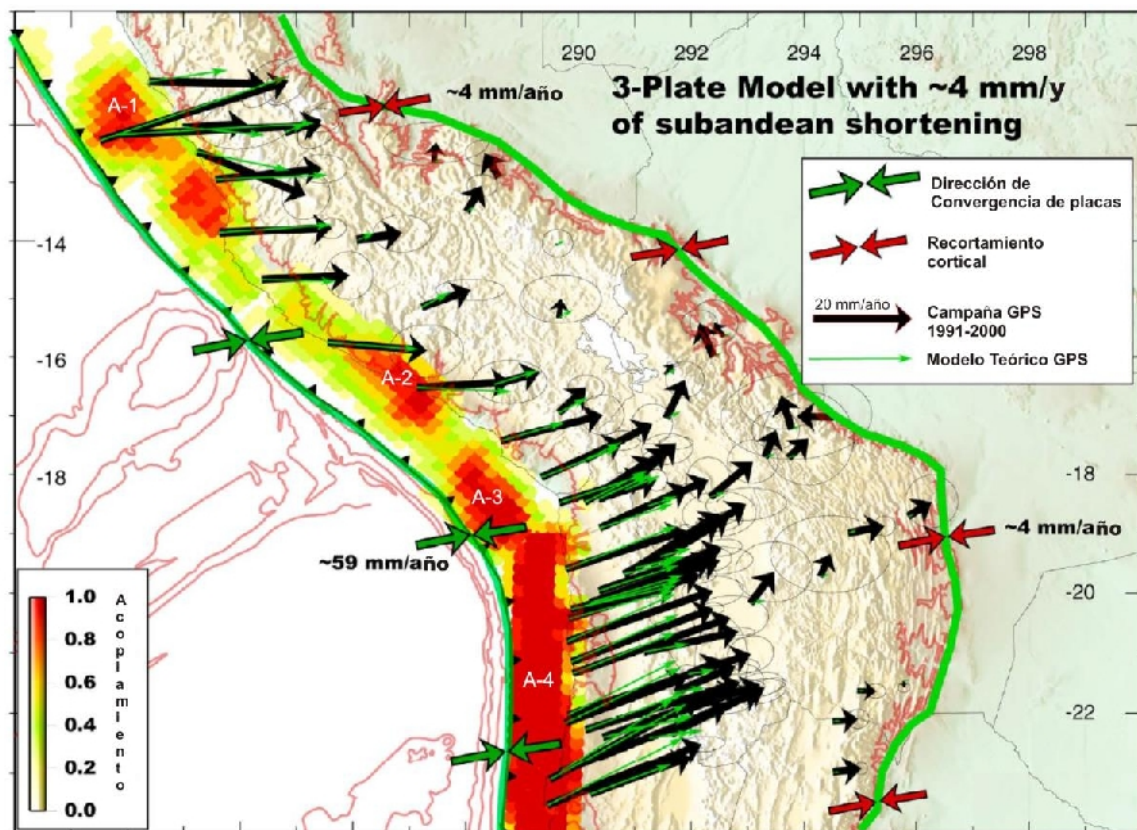 290
292
294
296
298
~4 mm/año
3-Plate Model with ~4 mm/y
of subandean shortening
A-1
Dirección de
Convergencia de placas
Recortamiento
cortical
20 mm/año
Campaña GPS
1991-2000
Modelo Teórico GPS
-14
-16
A-2
-18
-18
A-3
~59 mm/año
~4 mm/año
-20
A-4
-22
1.0
0.8
0.6
0.4
0.2
0.0
Acoplamiento